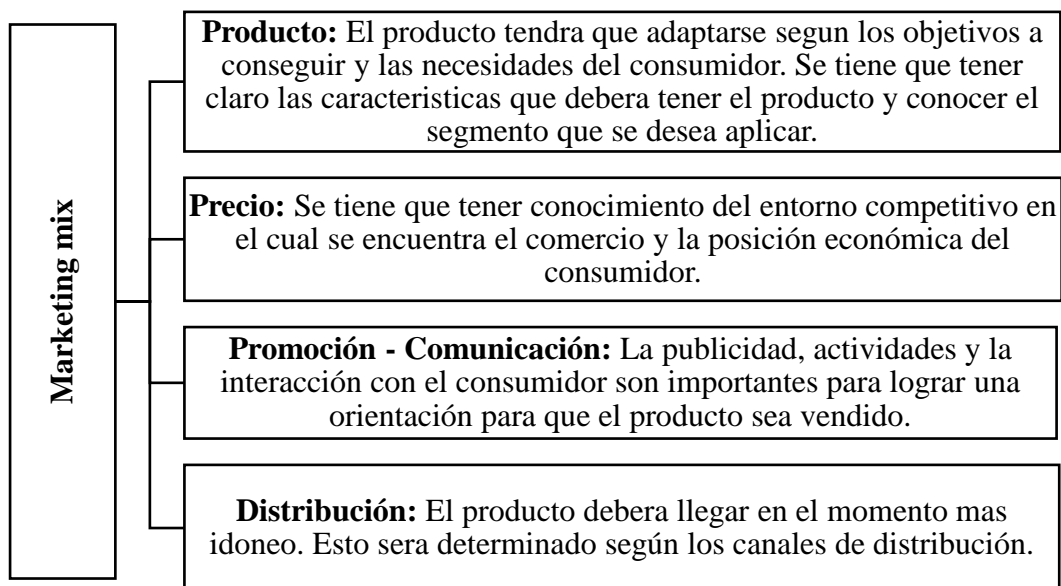 Marketing mix
Producto: El producto tendra que adaptarse segun los objetivos a
conseguir y las necesidades del consumidor. Se tiene que tener
claro las caracteristicas que debera tener el producto y conocer el
segmento que se desea aplicar.
Precio: Se tiene que tener conocimiento del entorno competitivo en
el cual se encuentra el comercio y la posición económica del
consumidor.
Promoción - Comunicación: La publicidad, actividades y la
interacción con el consumidor son importantes para lograr una
orientación para que el producto sea vendido.
Distribución: El producto debera llegar en el momento mas
idoneo. Esto sera determinado según los canales de distribución.